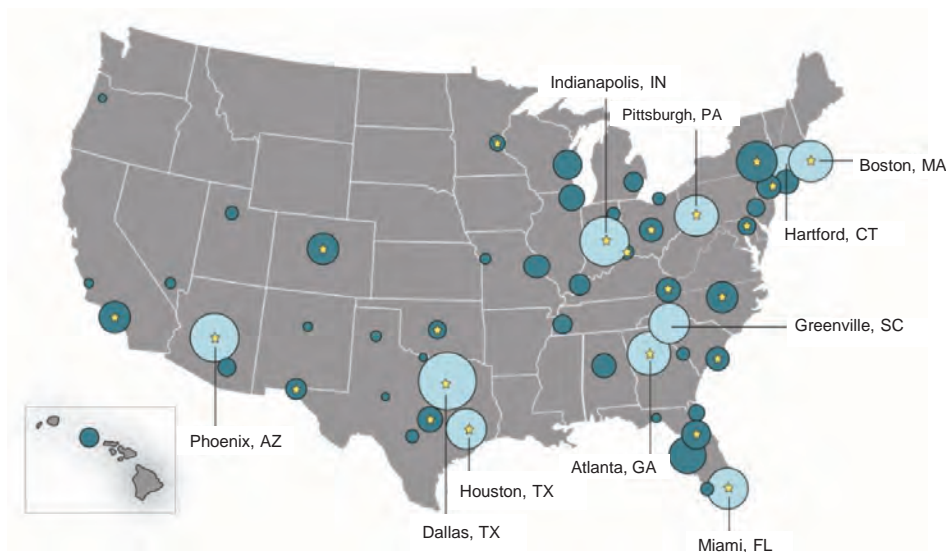 Indianapolis, IN
Pittsburgh, PA
Boston, MA
Hartford, CT
Greenville, SC
Phoenix, AZ
Atlanta, GA
Houston, TX
Dallas, TX
Miami, FL